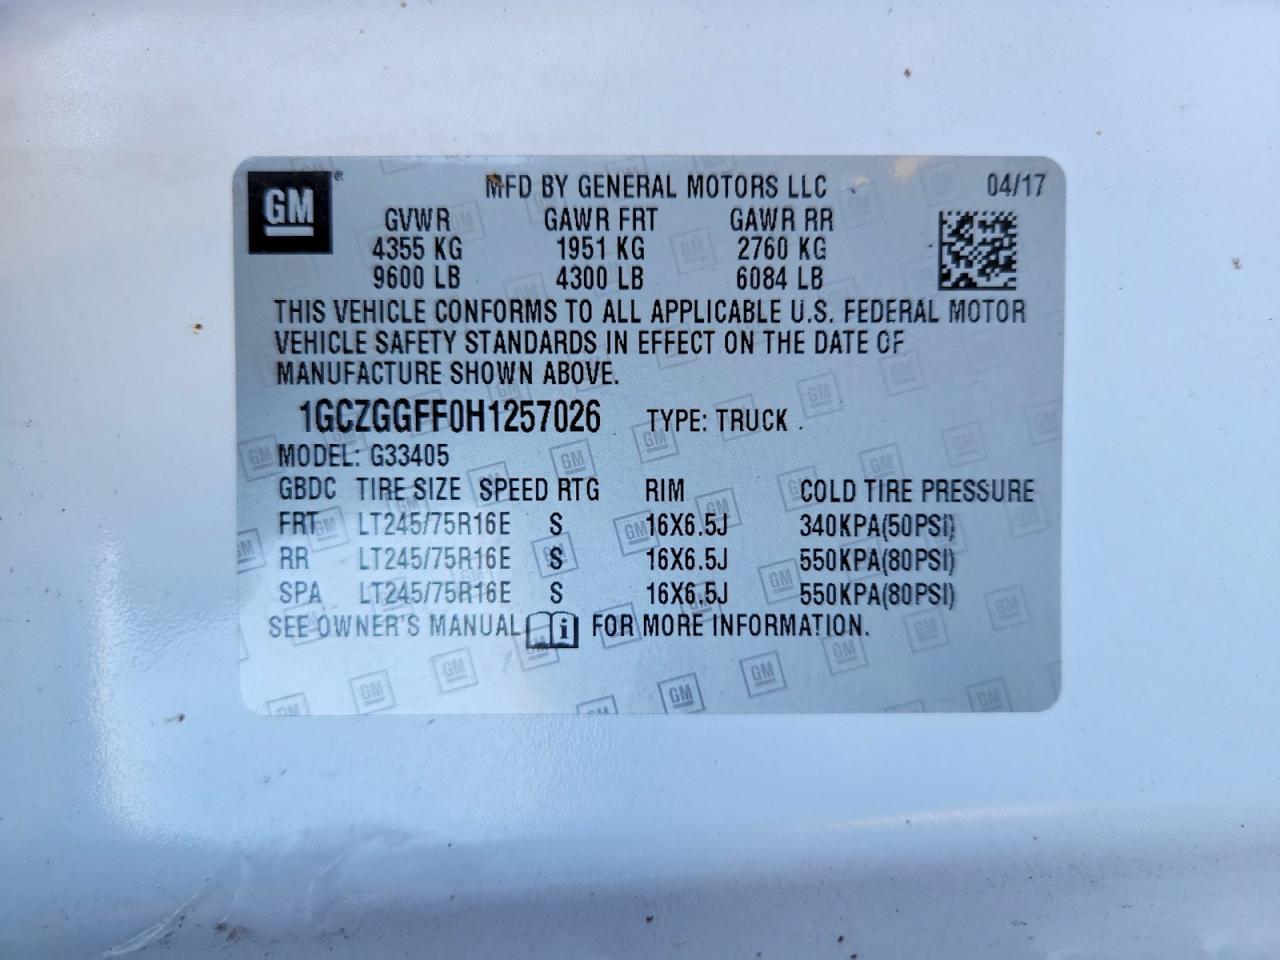 GM ® MFD BY GENERAL MOTORS LLC 04/17
GVWR GAWR FRT GAWR RR
4355 KG 1951 KG 2760 KG
9600 LB 4300 LB 6084 LB
THIS VEHICLE CONFORMS TO ALL APPLICABLE U.S. FEDERAL MOTOR
VEHICLE SAFETY STANDARDS IN EFFECT ON THE DATE OF
MANUFACTURE SHOWN ABOVE.
1GCZGGFF0H1257026 TYPE: TRUCK .
MODEL: G33405
GBDC TIRE SIZE SPEED RTG RIM COLD TIRE PRESSURE
FRT LT245/75R16E S 16X6.5J 340KPA(50PSI)
RR LT245/75R16E S 16X6.5J 550KPA(80PSI)
SPA LT245/75R16E S 16X6.5J 550KPA(80PSI)
SEE OWNER'S MANUAL i FOR MORE INFORMATION.